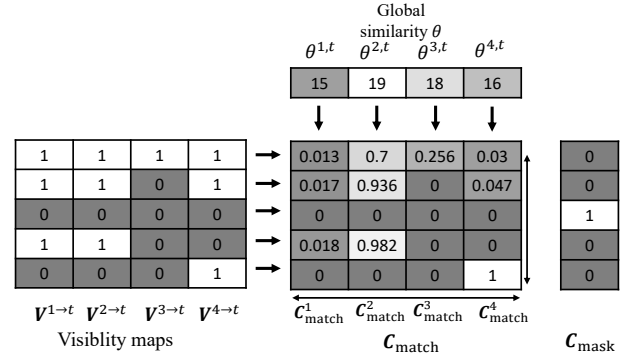 Global
similarity θ
θ^{1,t} θ^{2,t} θ^{3,t} θ^{4,t}
15 19 18 16
1 1 1 1 0.013 0.7 0.256 0.03 0
1 1 0 1 0.017 0.936 0 0.047 0
0 0 0 0 0 0 0 0 1
1 1 0 0 0.018 0.982 0 0 0
0 0 0 1 0 0 0 1 0
V^{1→t} V^{2→t} V^{3→t} V^{4→t} C^1_match C^2_match C^3_match C^4_match
Visiblity maps C_match C_mask